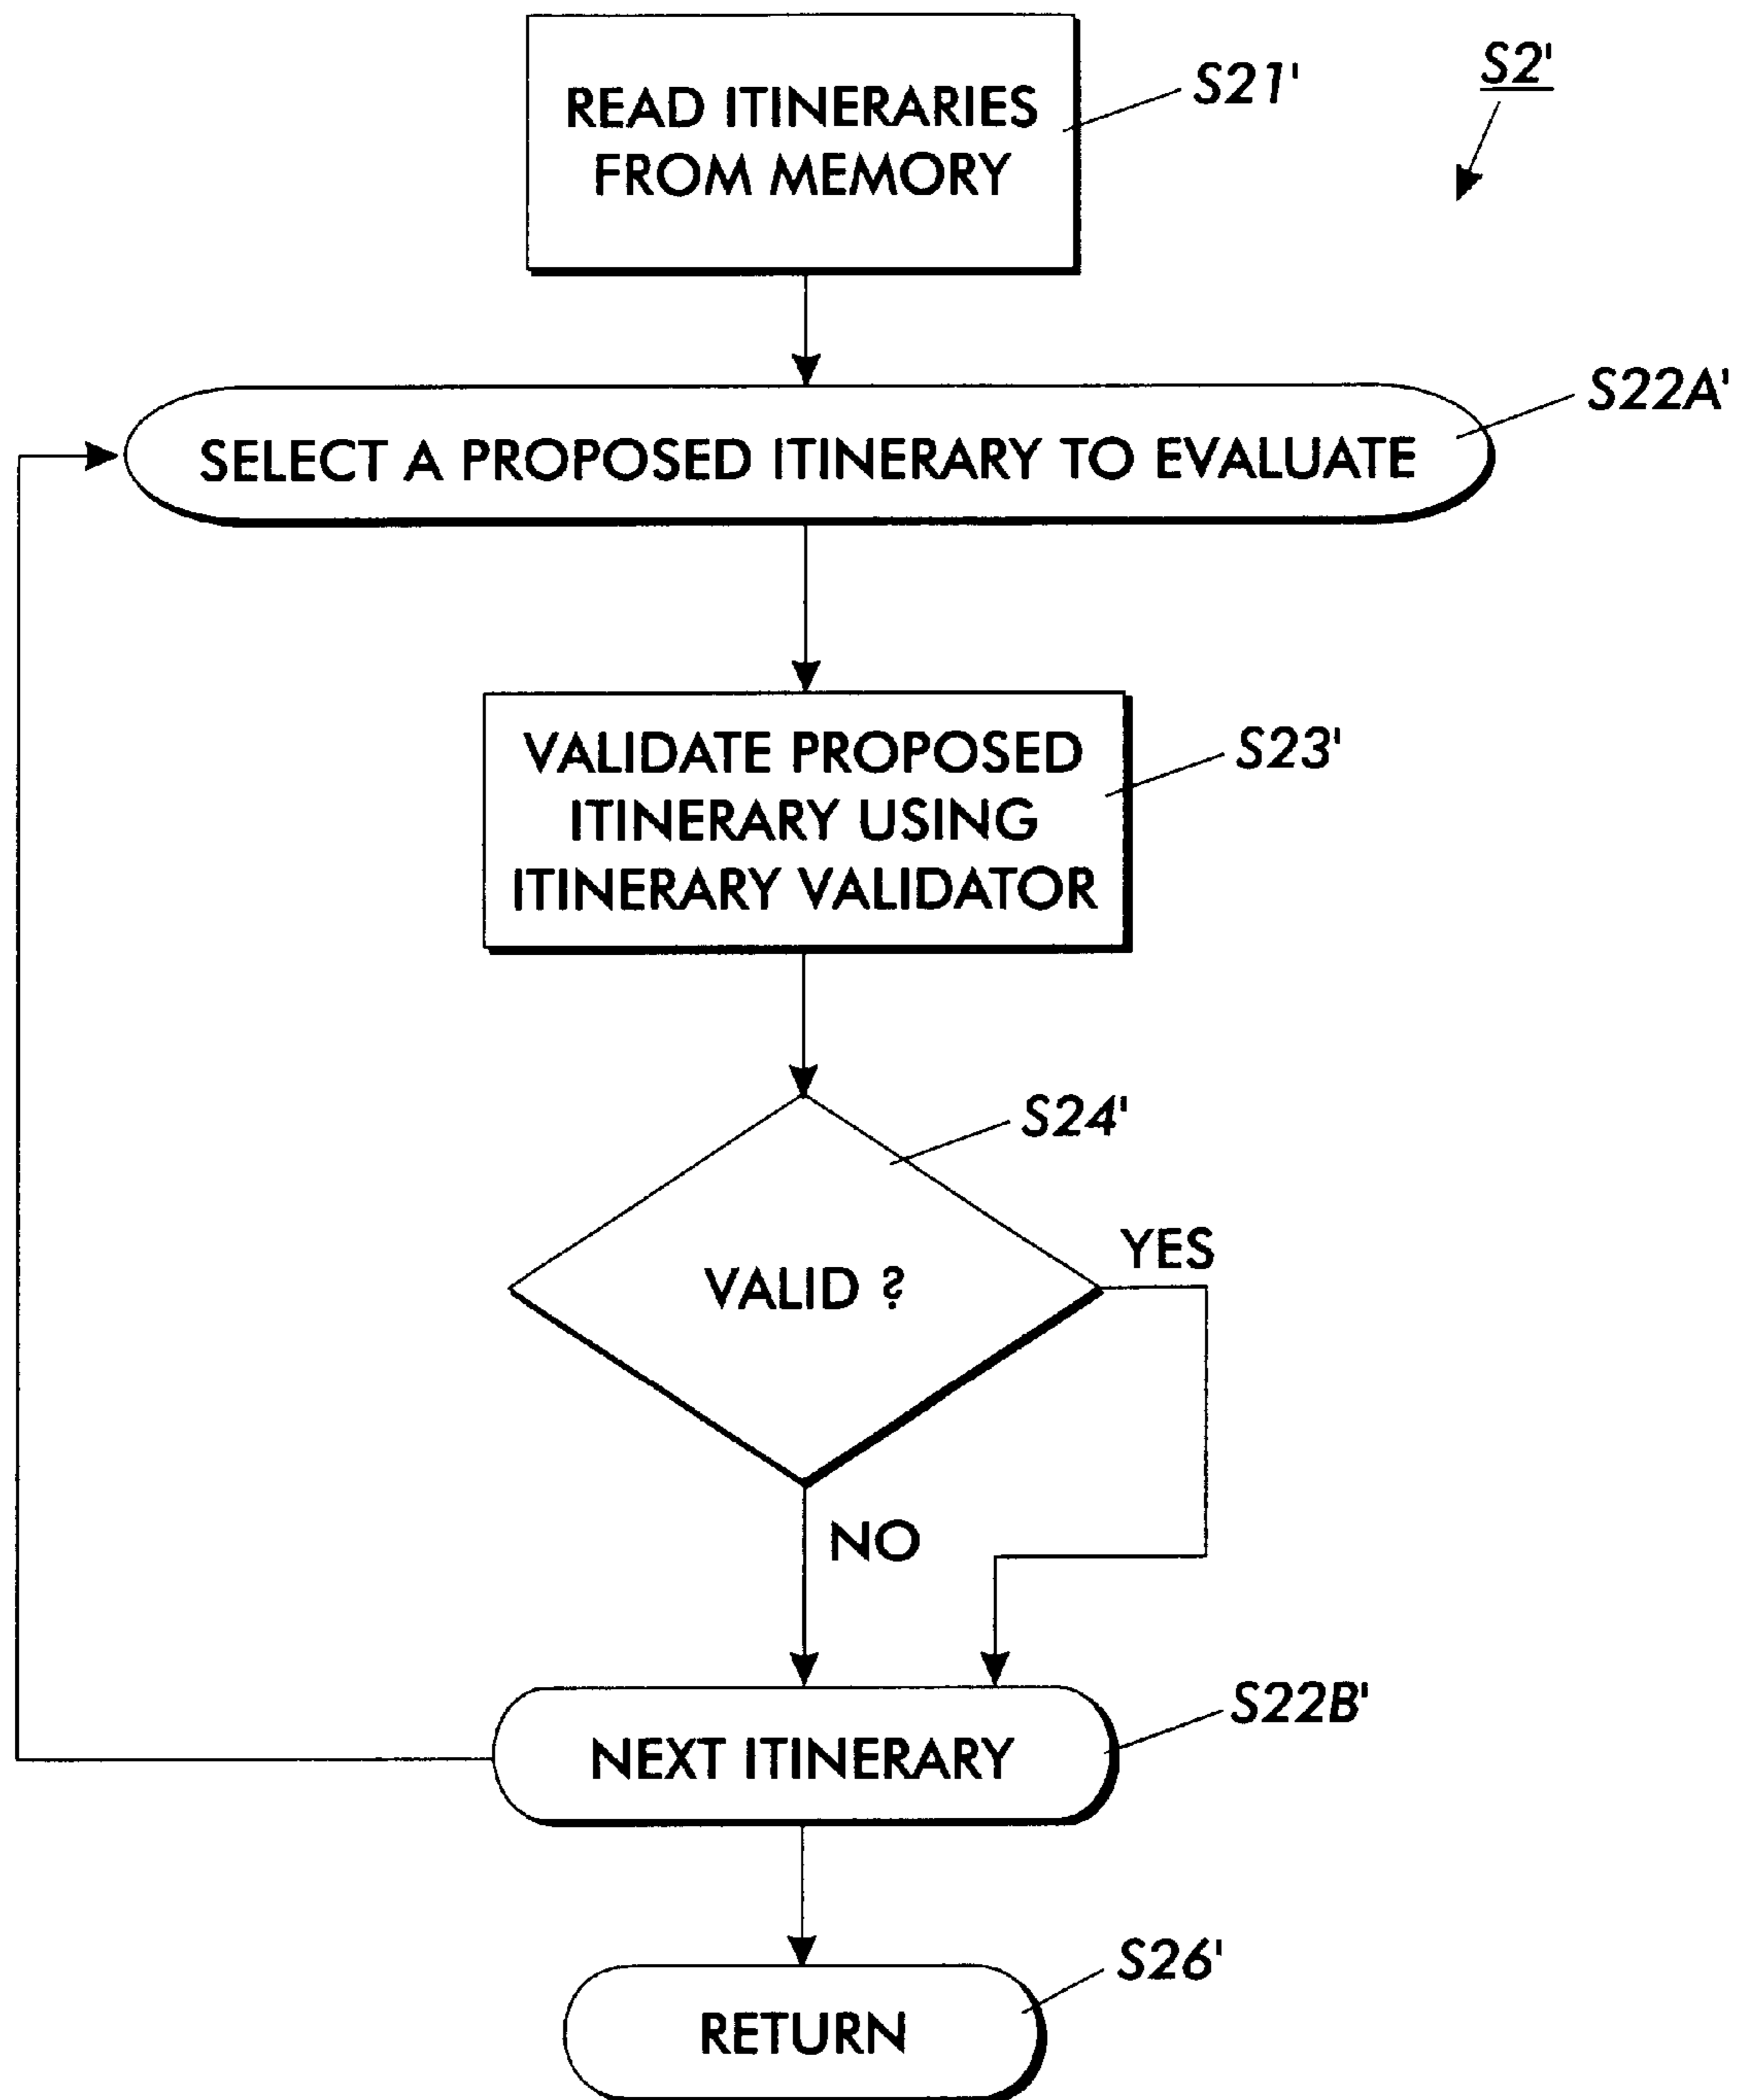 S2'
READ ITINERARIES
FROM MEMORY
S21'
SELECT A PROPOSED ITINERARY TO EVALUATE
S22A'
VALIDATE PROPOSED
ITINERARY USING
ITINERARY VALIDATOR
S23'
S24'
VALID ?
YES
NO
NEXT ITINERARY
S22B'
RETURN
S26'